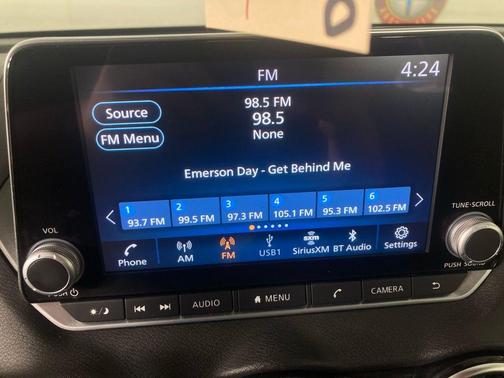 FM
4:24
Source
98.5 FM
98.5
FM Menu
None
Emerson Day - Get Behind Me
1 2 3 4 5 6
93.7 FM 99.5 FM 97.3 FM 105.1 FM 95.3 FM 102.5 FM
VOL
TUNE·SCROLL
Phone AM FM USB1 SiriusXM BT Audio Settings
sxm
PUSH
PUSH SOUND
AUDIO MENU CAMERA